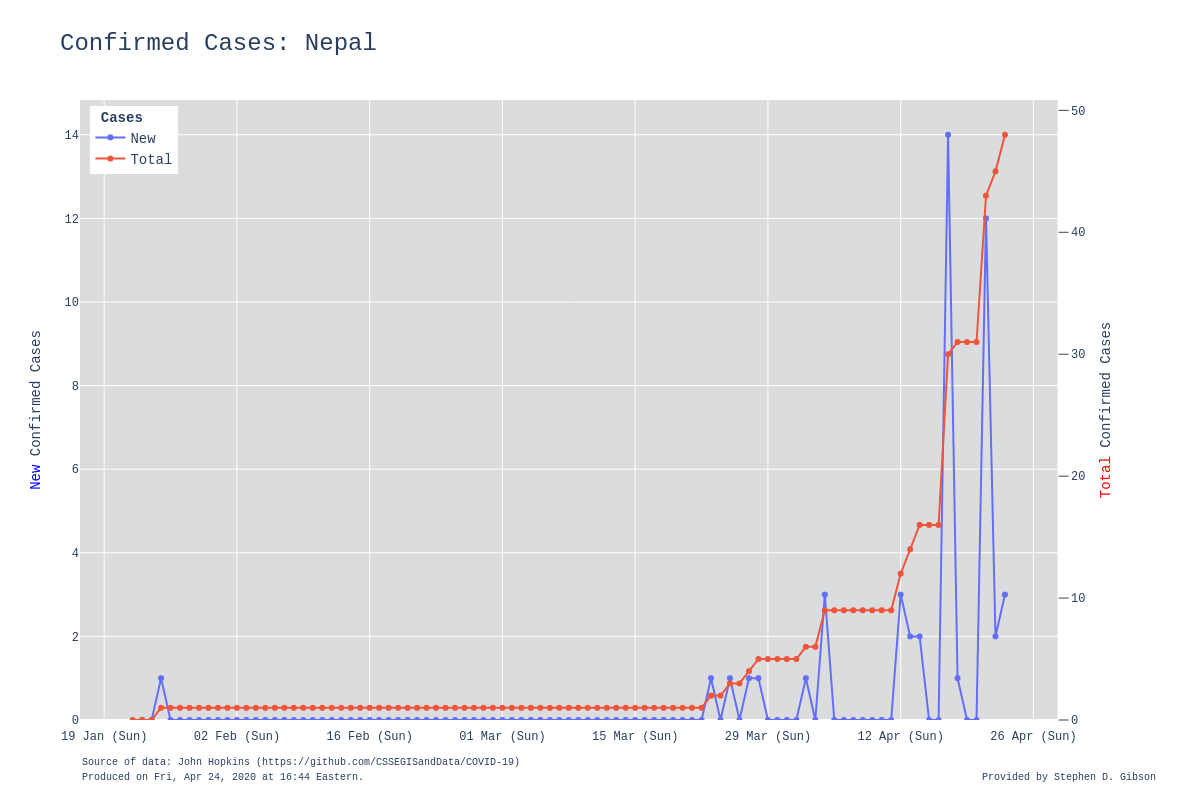 Confirmed Cases: Nepal
Cases
New
Total
14
12
10
8
6
4
2
0
50
40
30
20
10
0
New Confirmed Cases
Total Confirmed Cases
19 Jan (Sun)
02 Feb (Sun)
16 Feb (Sun)
01 Mar (Sun)
15 Mar (Sun)
29 Mar (Sun)
12 Apr (Sun)
26 Apr (Sun)
Source of data: John Hopkins (https://github.com/CSSEGISandData/COVID-19)
Produced on Fri, Apr 24, 2020 at 16:44 Eastern.
Provided by Stephen D. Gibson